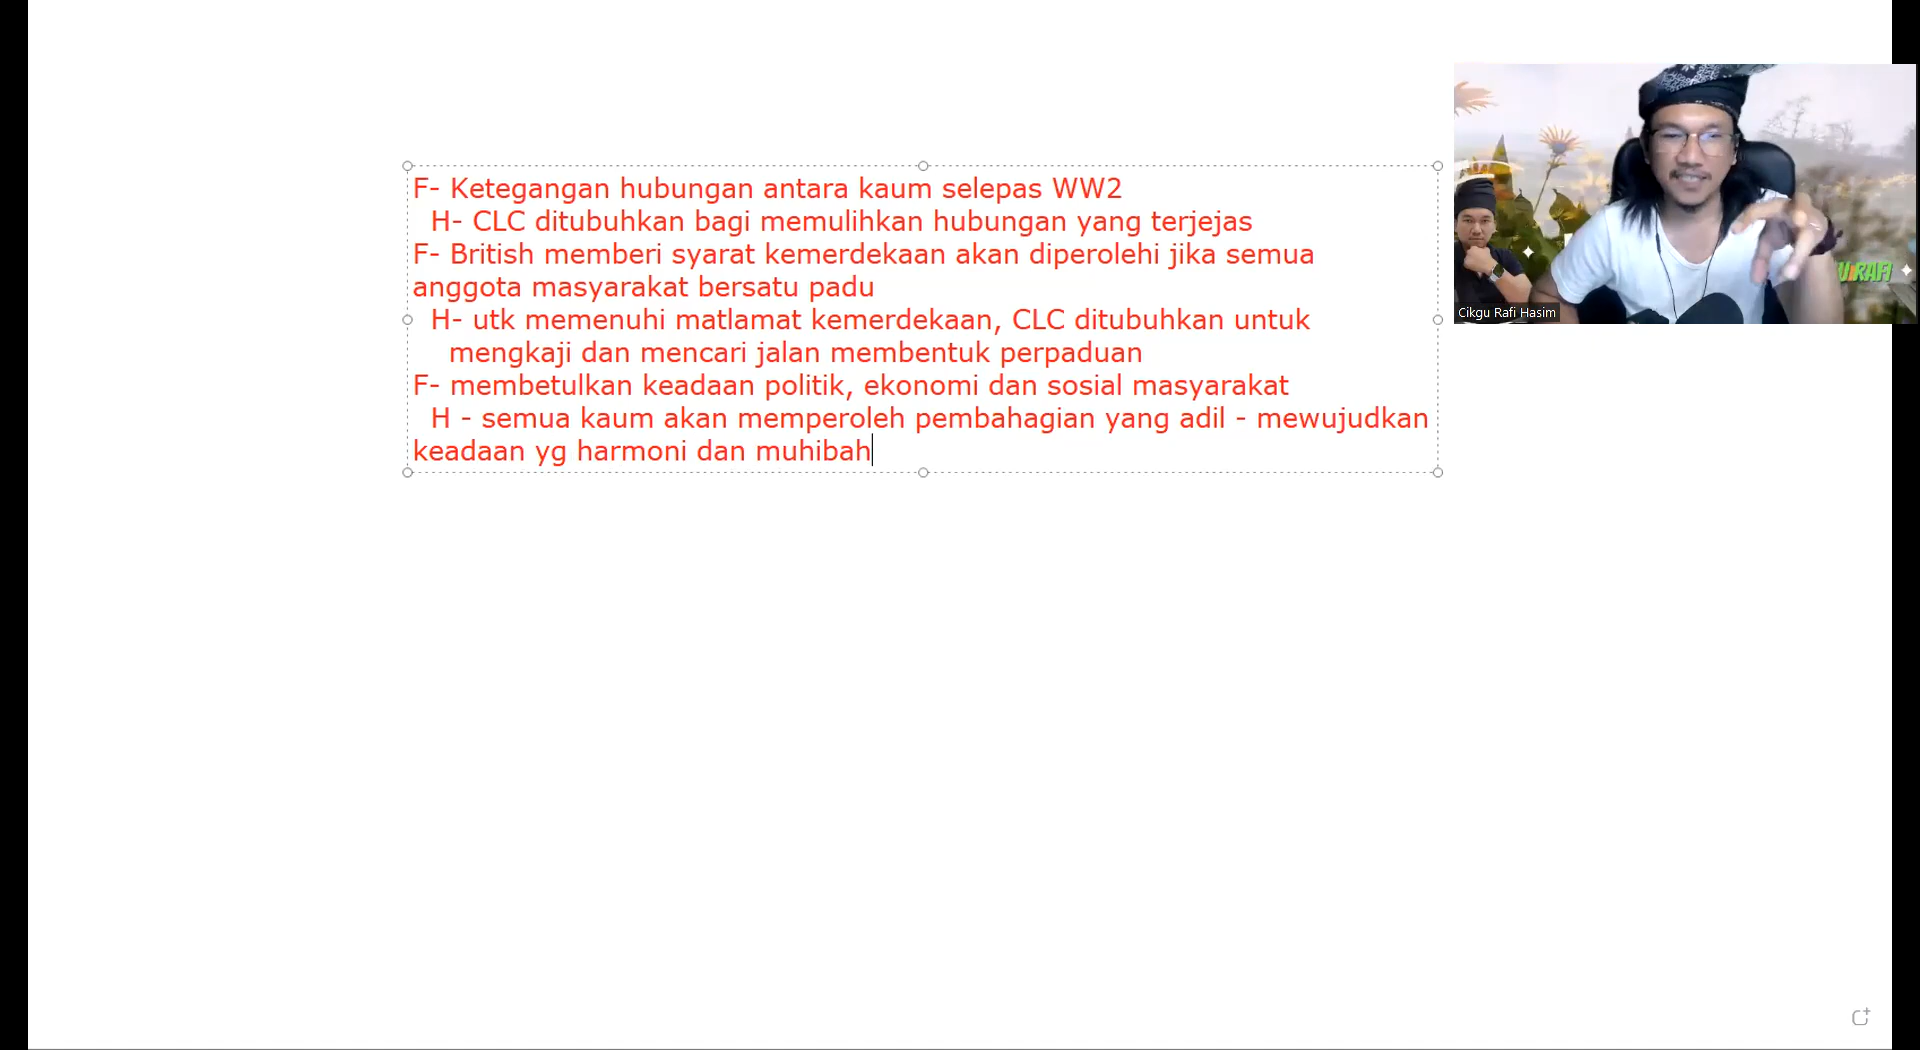 F- Ketegangan hubungan antara kaum selepas WW2
H- CLC ditubuhkan bagi memulihkan hubungan yang terjejas
F- British memberi syarat kemerdekaan akan diperolehi jika semua
anggota masyarakat bersatu padu
H- utk memenuhi matlamat kemerdekaan, CLC ditubuhkan untuk
mengkaji dan mencari jalan membentuk perpaduan
F- membetulkan keadaan politik, ekonomi dan sosial masyarakat
H - semua kaum akan memperoleh pembahagian yang adil - mewujudkan
keadaan yg harmoni dan muhibah
RAFI
Cikgu Rafi Hasim